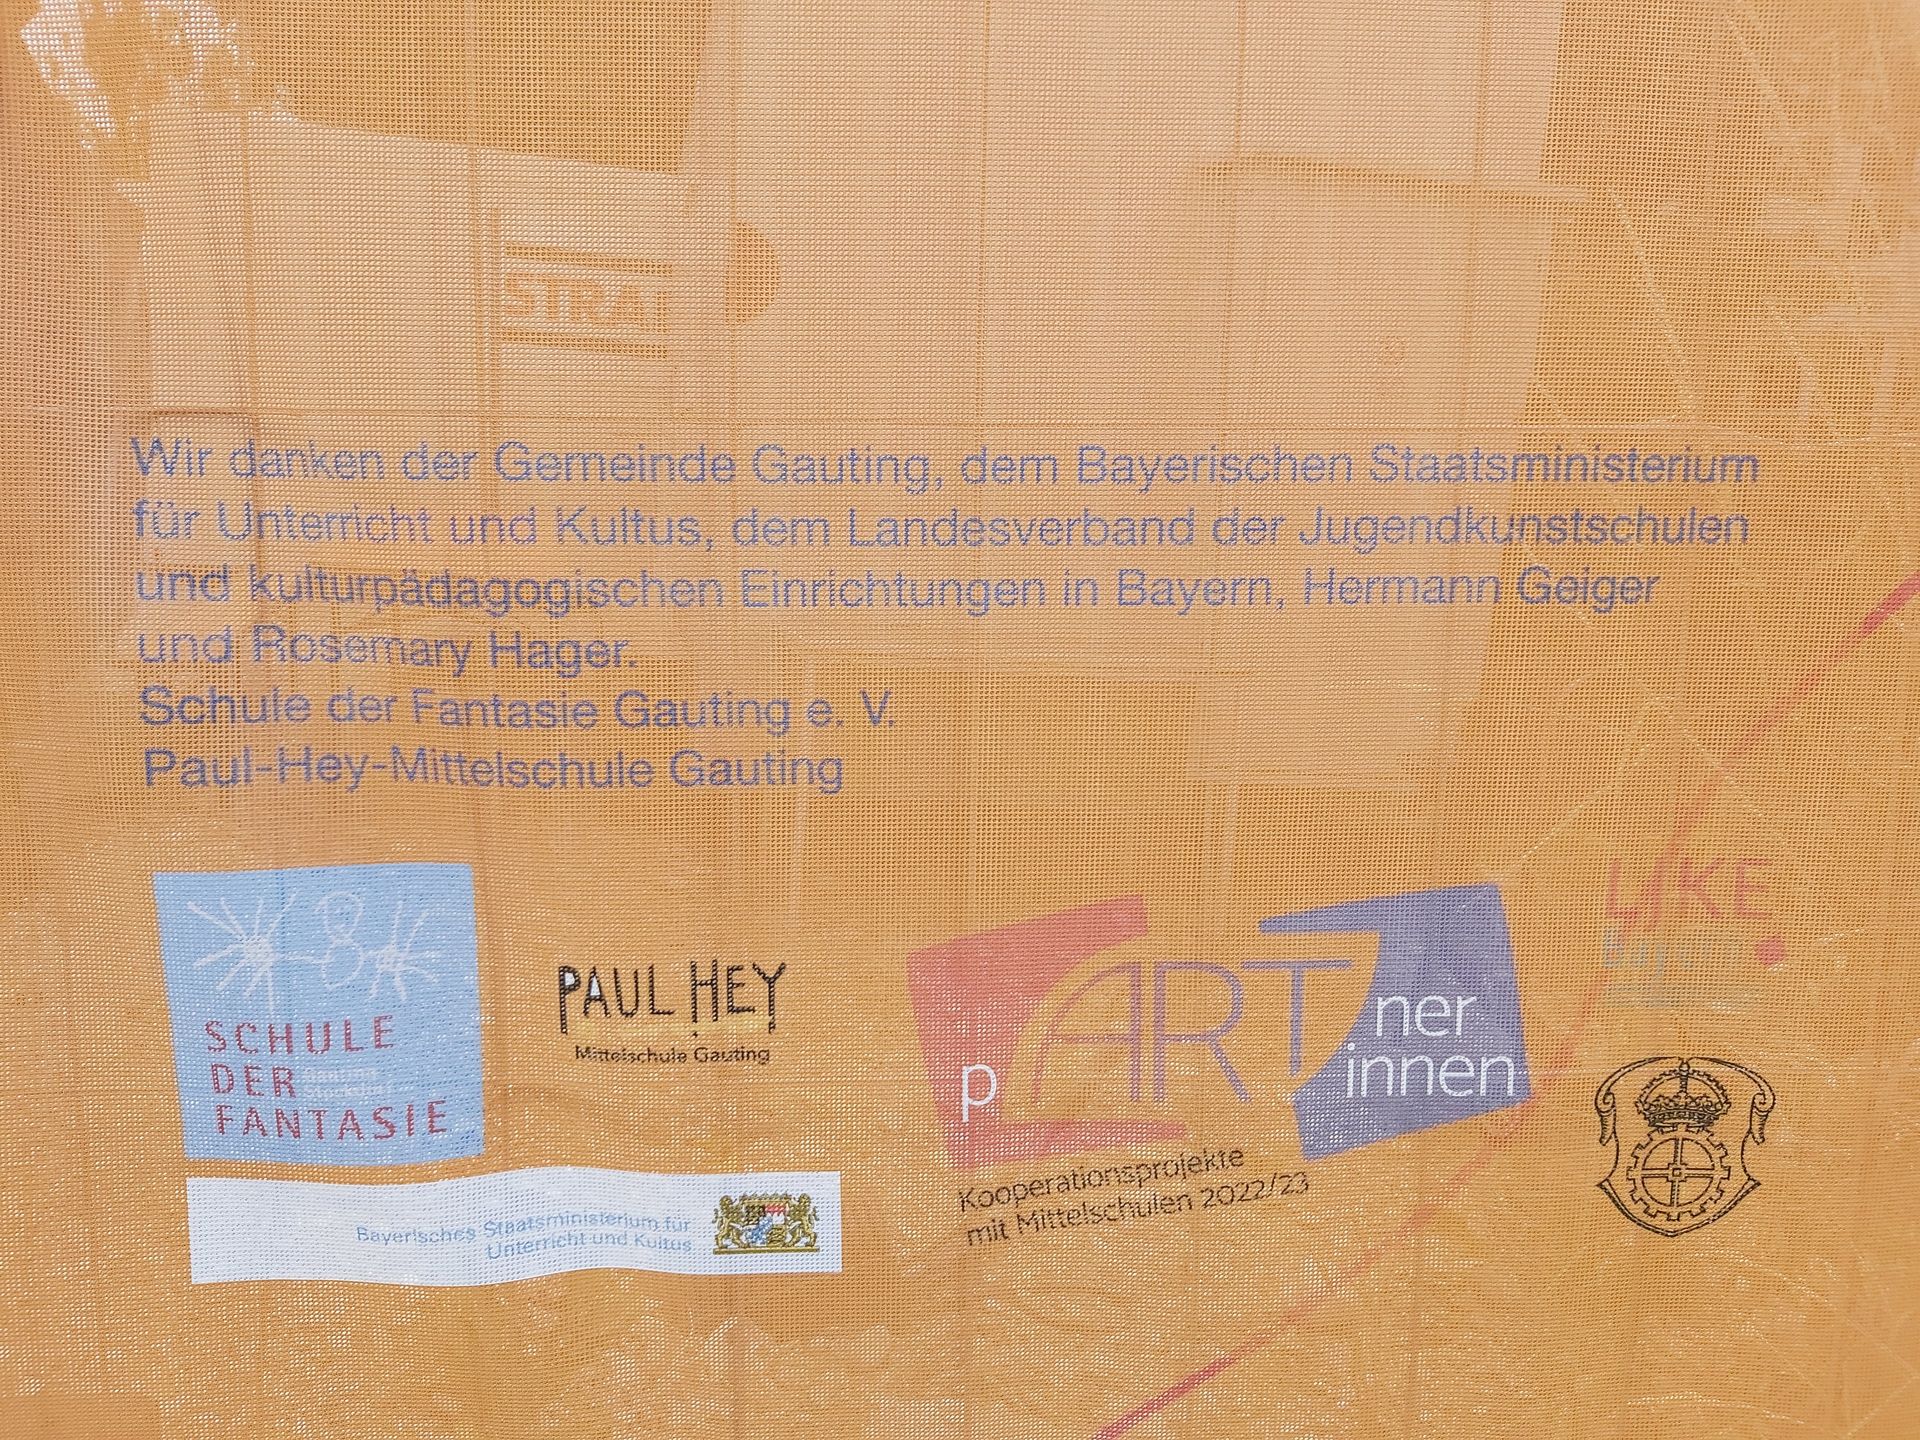 STRA
Wir danken der Gemeinde Gauting, dem Bayerischen Staatsministerium
für Unterricht und Kultus, dem Landesverband der Jugendkunstschulen
und kulturpädagogischen Einrichtungen in Bayern, Hermann Geiger
und Rosemary Hager.
Schule der Fantasie Gauting e. V.
Paul-Hey-Mittelschule Gauting
SCHULE
DER
FANTASIE
PAUL HEY
Mittelschule Gauting
pARTner
innen
Kooperationsprojekte
mit Mittelschulen 2022/23
Bayerisches Staatsministerium für
Unterricht und Kultus